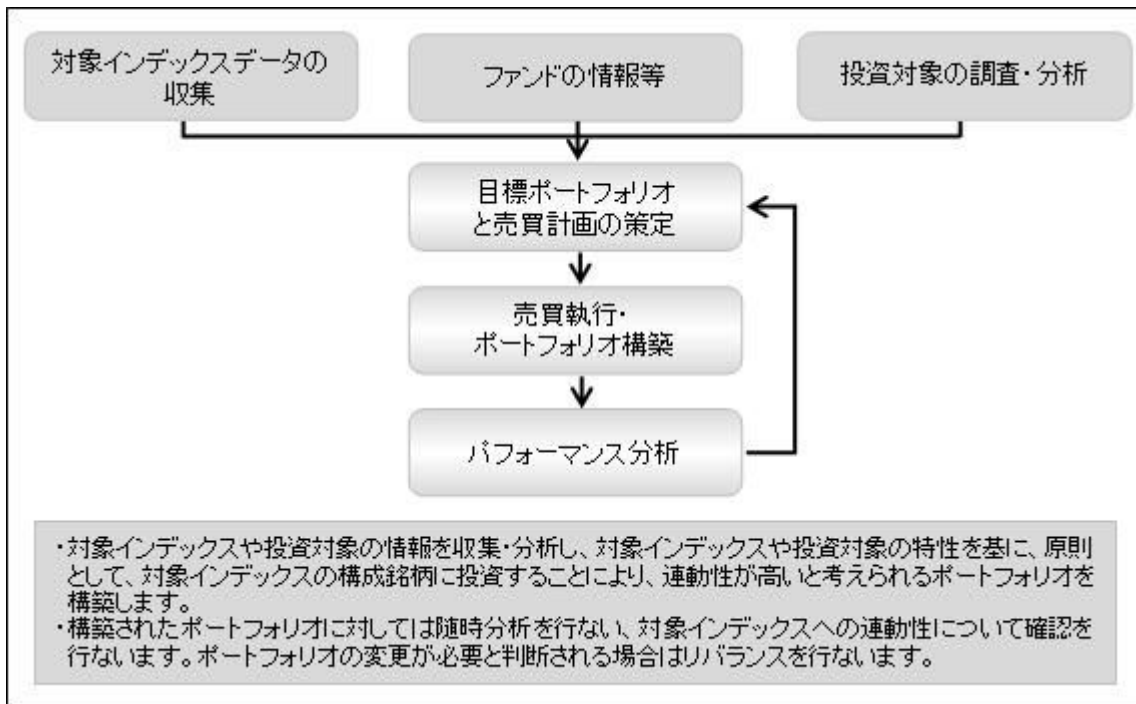 対象インデックスデータの
収集
ファンドの情報等
投資対象の調査・分析
目標ポートフォリオ
と売買計画の策定
売買執行・
ポートフォリオ構築
パフォーマンス分析
・対象インデックスや投資対象の情報を収集・分析し、対象インデックスや投資対象の特性を基に、原則
として、対象インデックスの構成銘柄に投資することにより、連動性が高いと考えられるポートフォリオを
構築します。
・構築されたポートフォリオに対しては随時分析を行ない、対象インデックスへの連動性について確認を
行ないます。ポートフォリオの変更が必要と判断される場合はリバランスを行ないます。